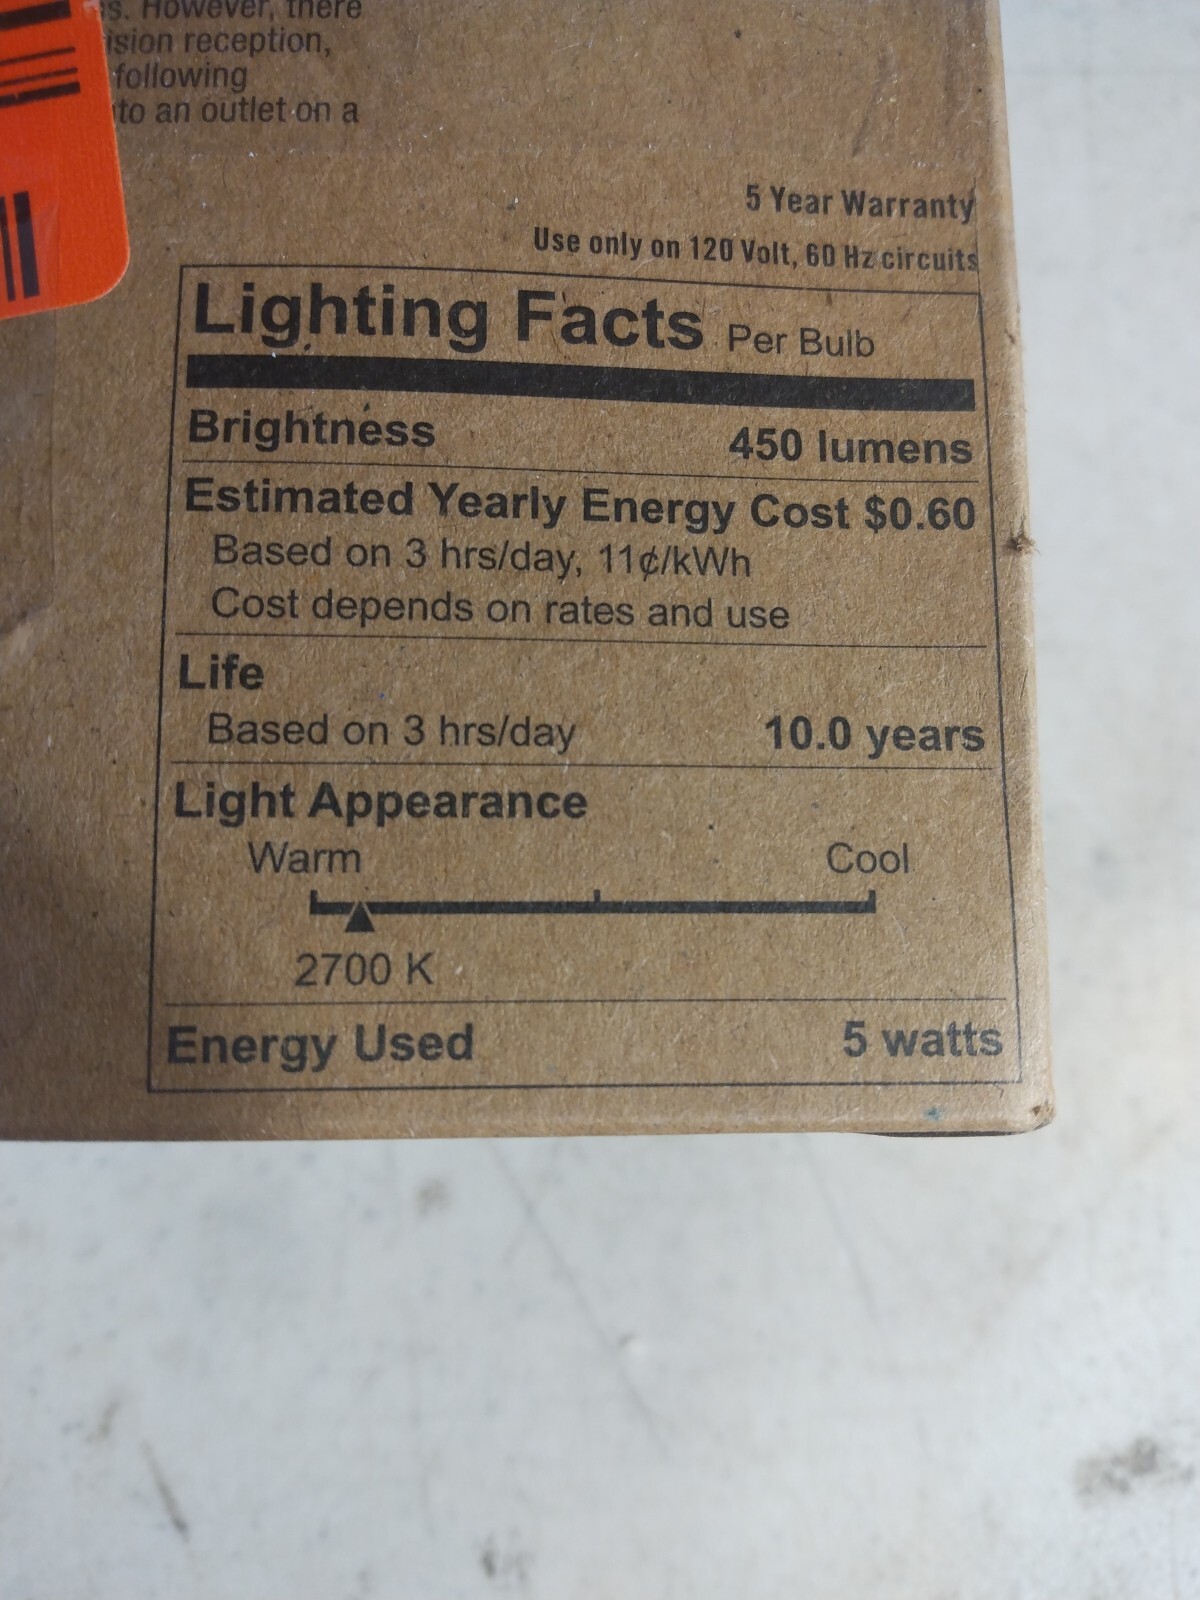 However, there
reception,
following
to an outlet on a
5 Year Warranty
Use only on 120 Volt, 60 Hz circuits
Lighting Facts Per Bulb
Brightness 450 lumens
Estimated Yearly Energy Cost $0.60
Based on 3 hrs/day, 11¢/kWh
Cost depends on rates and use
Life
Based on 3 hrs/day 10.0 years
Light Appearance
Warm Cool
2700 K
Energy Used 5 watts